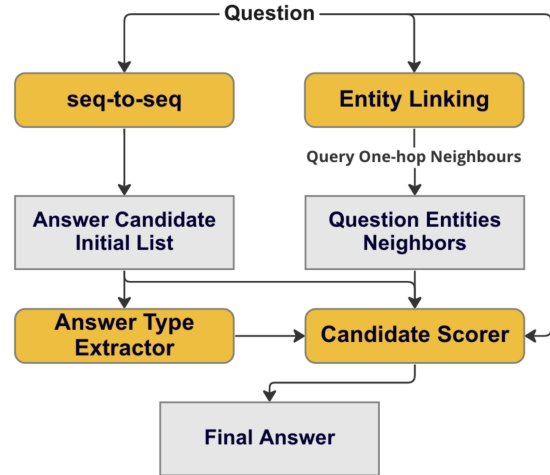 Question
seq-to-seq
Entity Linking
Query One-hop Neighbours
Answer Candidate
Initial List
Question Entities
Neighbors
Answer Type
Extractor
Candidate Scorer
Final Answer